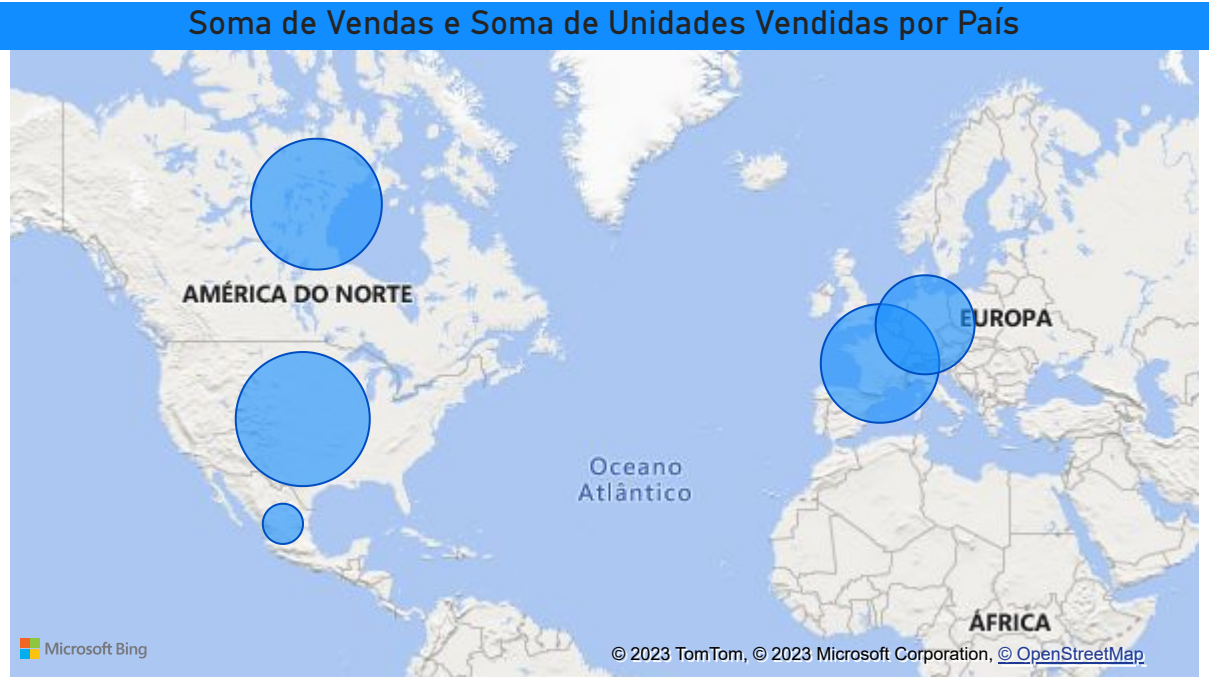 Soma de Vendas e Soma de Unidades Vendidas por País
AMÉRICA DO NORTE
EUROPA
Oceano
Atlântico
ÁFRICA
Microsoft Bing
© 2023 TomTom, © 2023 Microsoft Corporation, © OpenStreetMap